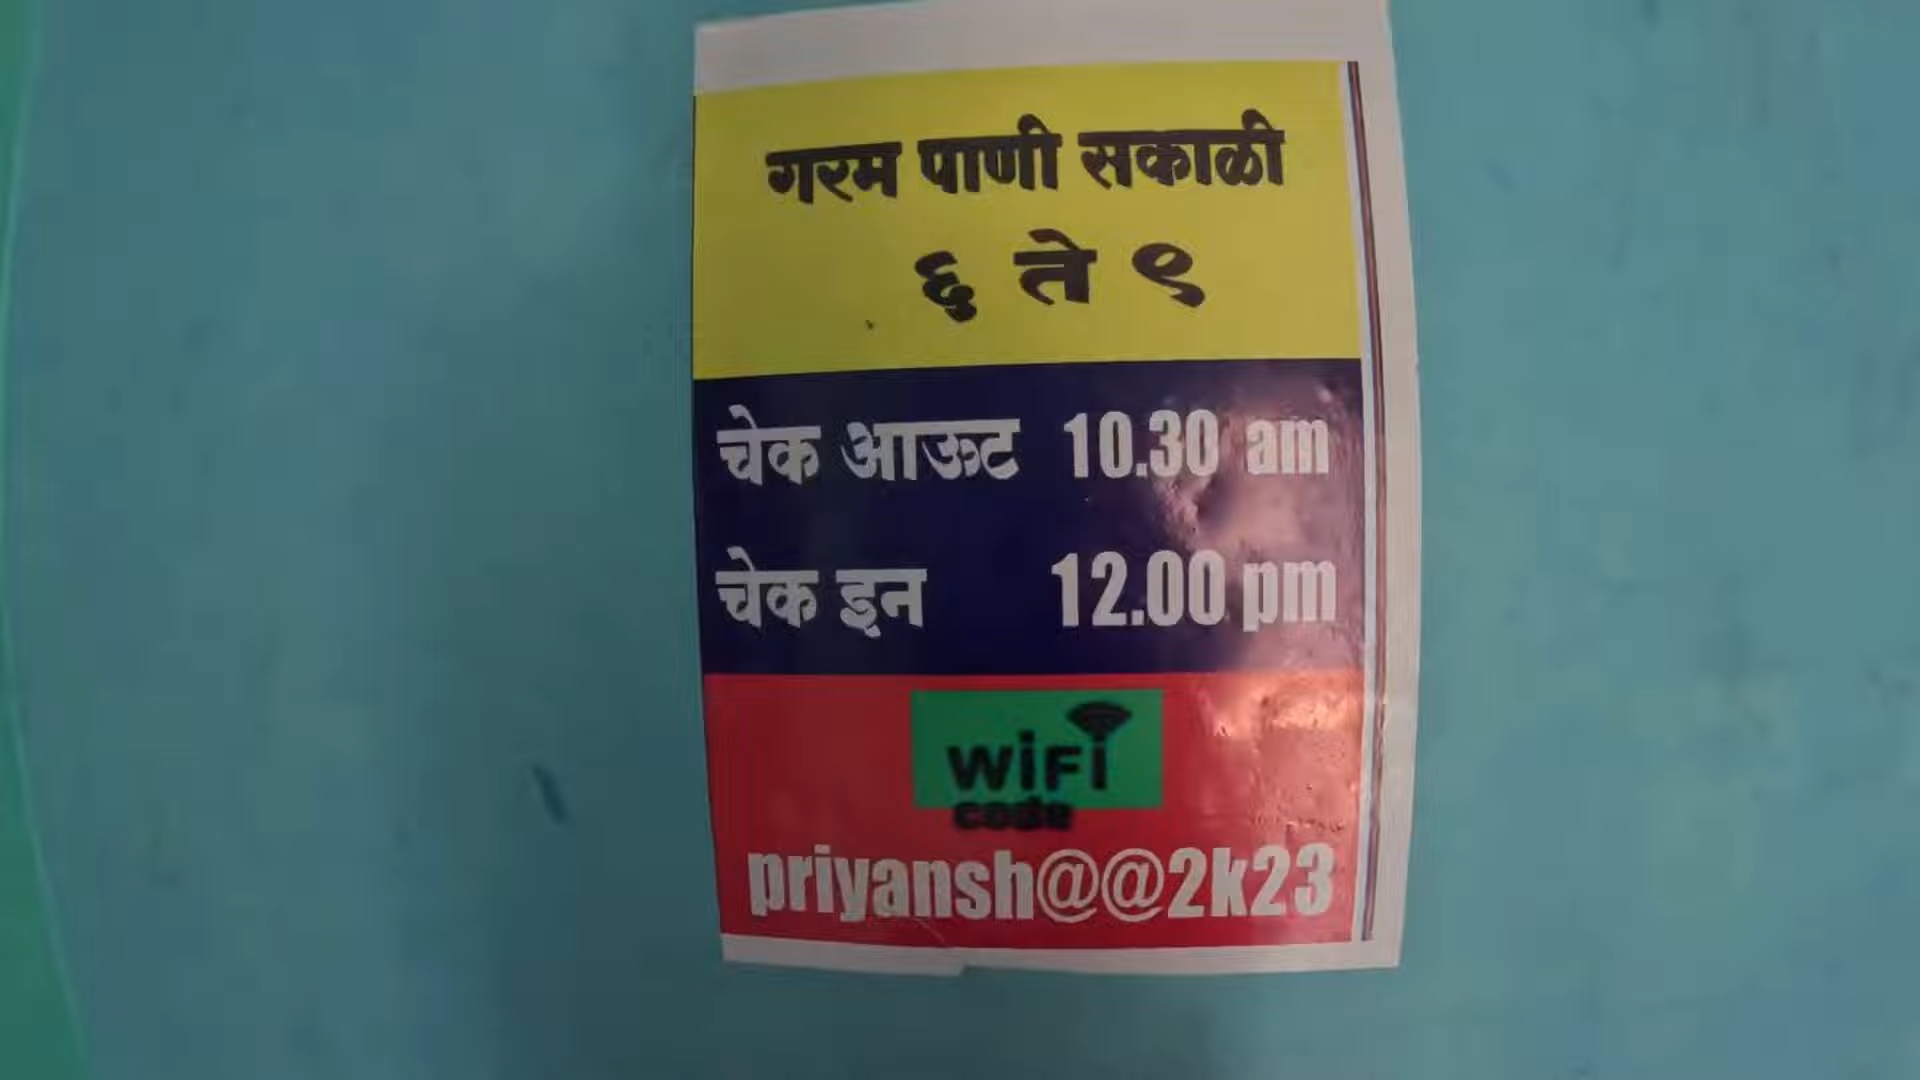 गरम पाणी सकाळी
६ ते ९
चेक आऊट 10.30 am
चेक इन 12.00 pm
WiFi
code
priyansh@@2k23